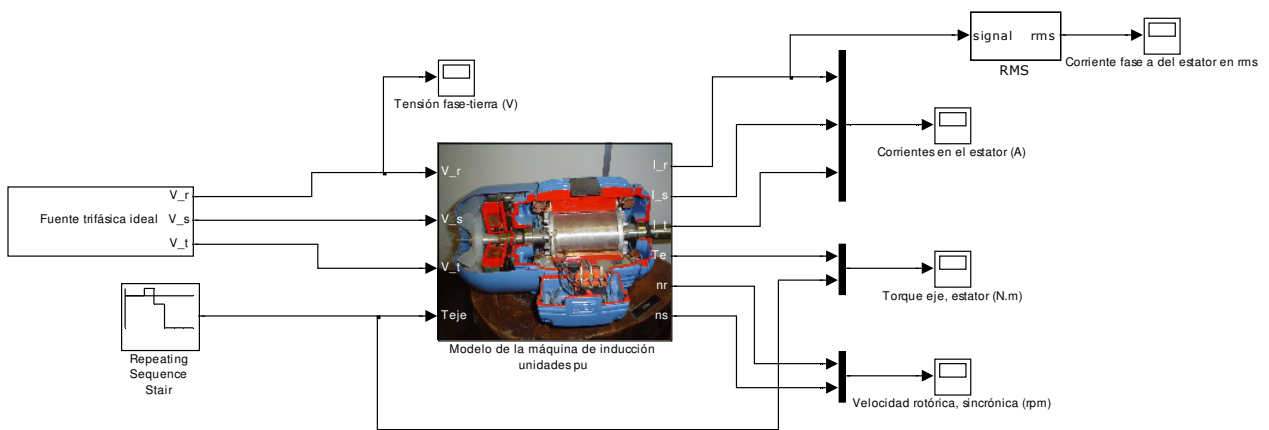 signal rms
RMS
Corriente fase a del estator en rms
Tensión fase-tierra (V)
Corrientes en el estator (A)
V_r
V_s
V_t
Fuente trifásica ideal
V_r
V_s
V_t
Teje
I_r
I_s
I_t
Te
nr
ns
Modelo de la máquina de inducción
unidades pu
Torque eje, estator (N.m)
Repeating
Sequence
Stair
Velocidad rotórica, sincrónica (rpm)